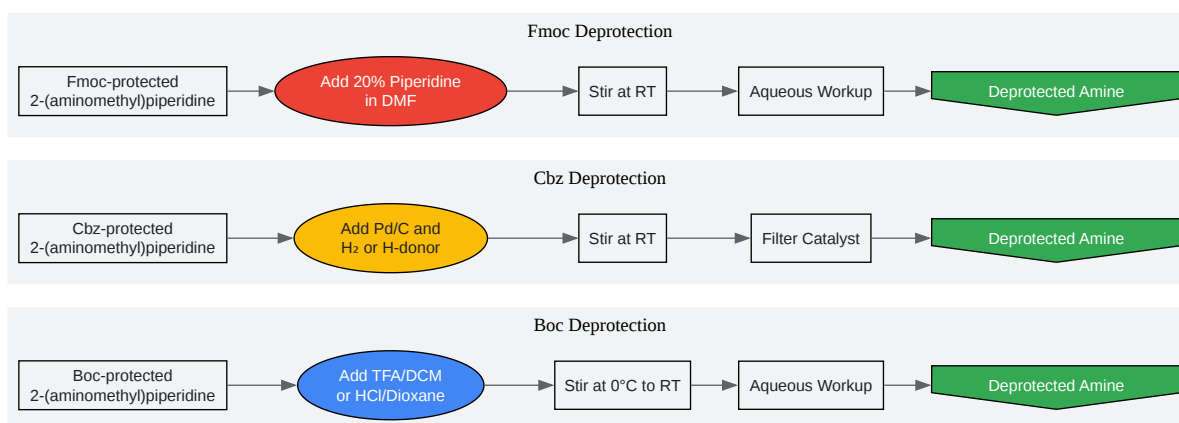 Fmoc Deprotection
Fmoc-protected
2-(aminomethyl)piperidine
Add 20% Piperidine
in DMF
Stir at RT
Aqueous Workup
Deprotected Amine
Cbz Deprotection
Cbz-protected
2-(aminomethyl)piperidine
Add Pd/C and
H₂ or H-donor
Stir at RT
Filter Catalyst
Deprotected Amine
Boc Deprotection
Boc-protected
2-(aminomethyl)piperidine
Add TFA/DCM
or HCl/Dioxane
Stir at 0°C to RT
Aqueous Workup
Deprotected Amine